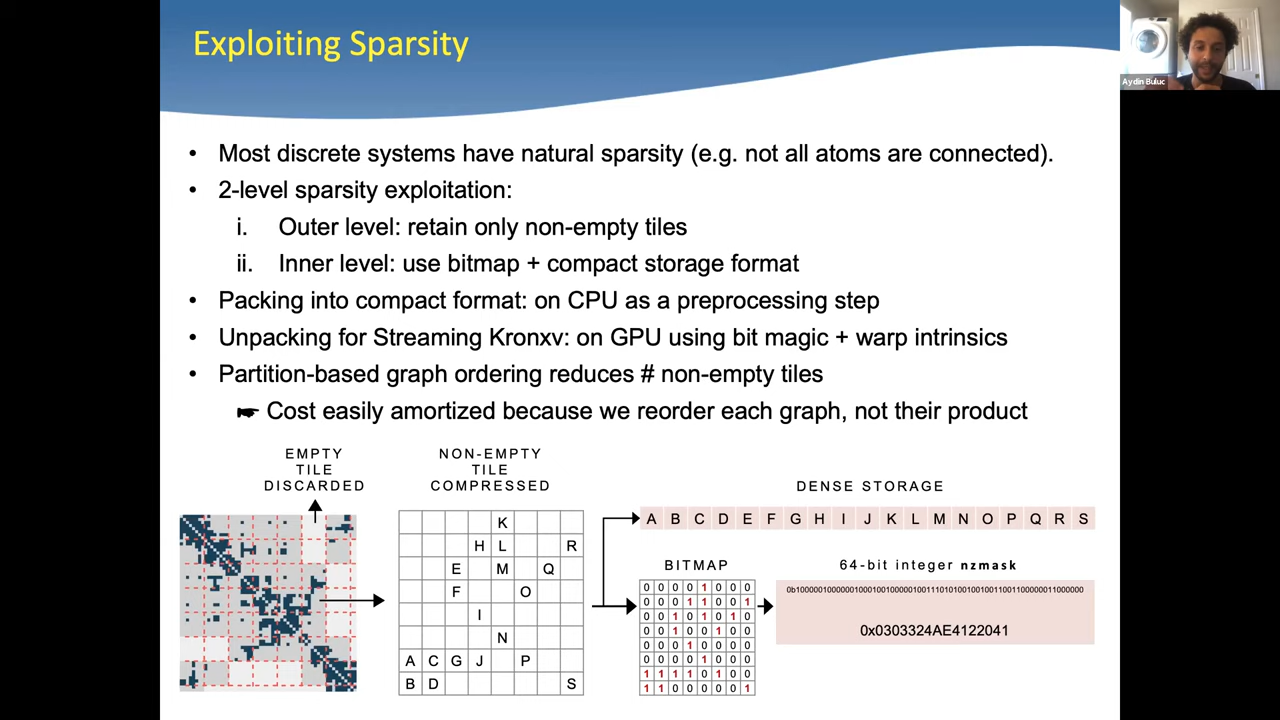 Exploiting Sparsity
Aydin Buluc
• Most discrete systems have natural sparsity (e.g. not all atoms are connected).
• 2-level sparsity exploitation:
i. Outer level: retain only non-empty tiles
ii. Inner level: use bitmap + compact storage format
• Packing into compact format: on CPU as a preprocessing step
• Unpacking for Streaming Kronxv: on GPU using bit magic + warp intrinsics
• Partition-based graph ordering reduces # non-empty tiles
☛ Cost easily amortized because we reorder each graph, not their product
EMPTY
TILE
DISCARDED
NON-EMPTY
TILE
COMPRESSED
K
H L R
E M Q
F O
I
N
A C G J P
B D S
DENSE STORAGE
A B C D E F G H I J K L M N O P Q R S
BITMAP
0 0 0 0 1 0 0 0
0 0 0 1 1 0 0 1
0 0 1 0 1 0 1 0
0 0 1 0 0 1 0 0
0 0 0 1 0 0 0 0
0 0 0 0 1 0 0 0
1 1 1 1 0 1 0 0
1 1 0 0 0 0 0 1
64-bit integer nzmask
0x0303324AE4122041